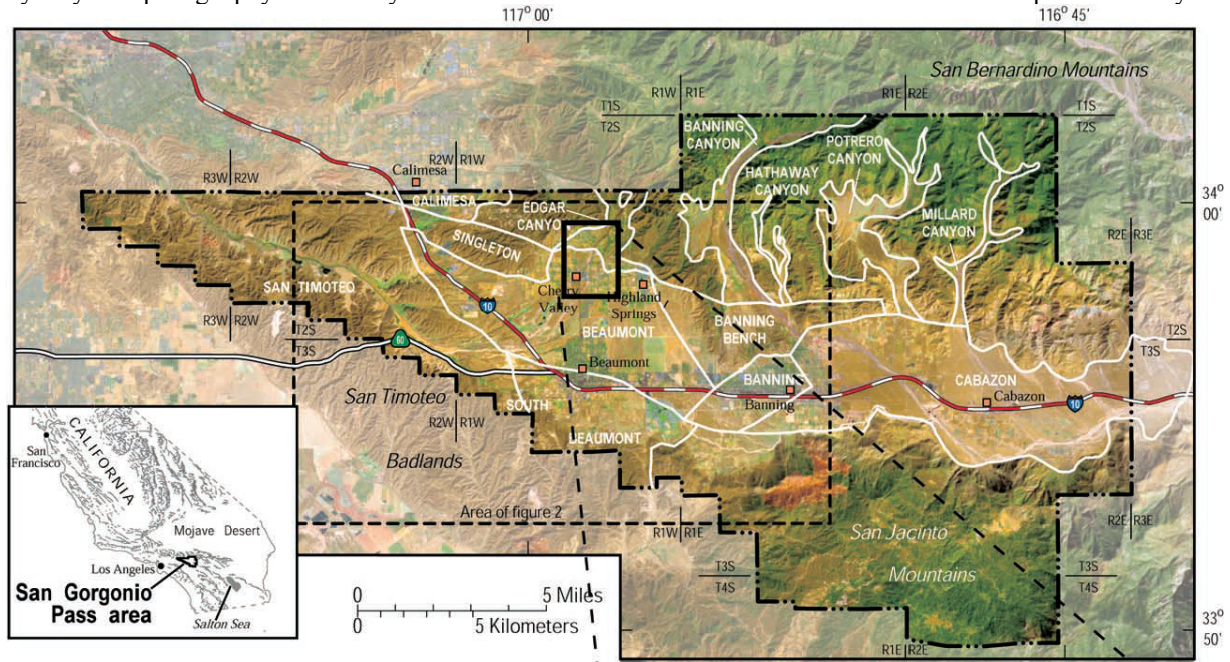 117° 00'
116° 45'
San Bernardino Mountains
R1W R1E
R1E R2E
T1S
T2S
T1S
T2S
BANNING
CANYON
POTRERO
CANYON
R2W R1W
Calimesa
HATHAWAY
CANYON
R3W R2W
34°
00'
CALIMESA
EDGAR
CANYO
MILLARD
CANYON
SINGLETON
R2E R3E
SAN TIMOTEO
Cherry
Valley
Highland
Springs
10
R3W R2W
T2S
T3S
BEAUMONT
BANNING
BENCH
T2S
T3S
60
Beaumont
San Timoteo
BANNIN
Banning
CABAZON
Cabazon
10
SOUTH
R2W R1W
BEAUMONT
Badlands
CALIFORNIA
San
Francisco
Mojave Desert
Los Angeles
San Gorgonio
Pass area
Salton Sea
Area of figure 2
R1W R1E
San Jacinto
Mountains
R2E R3E
T3S
T4S
T3S
T4S
0 5 Miles
0 5 Kilometers
33°
50'
R1E R2E